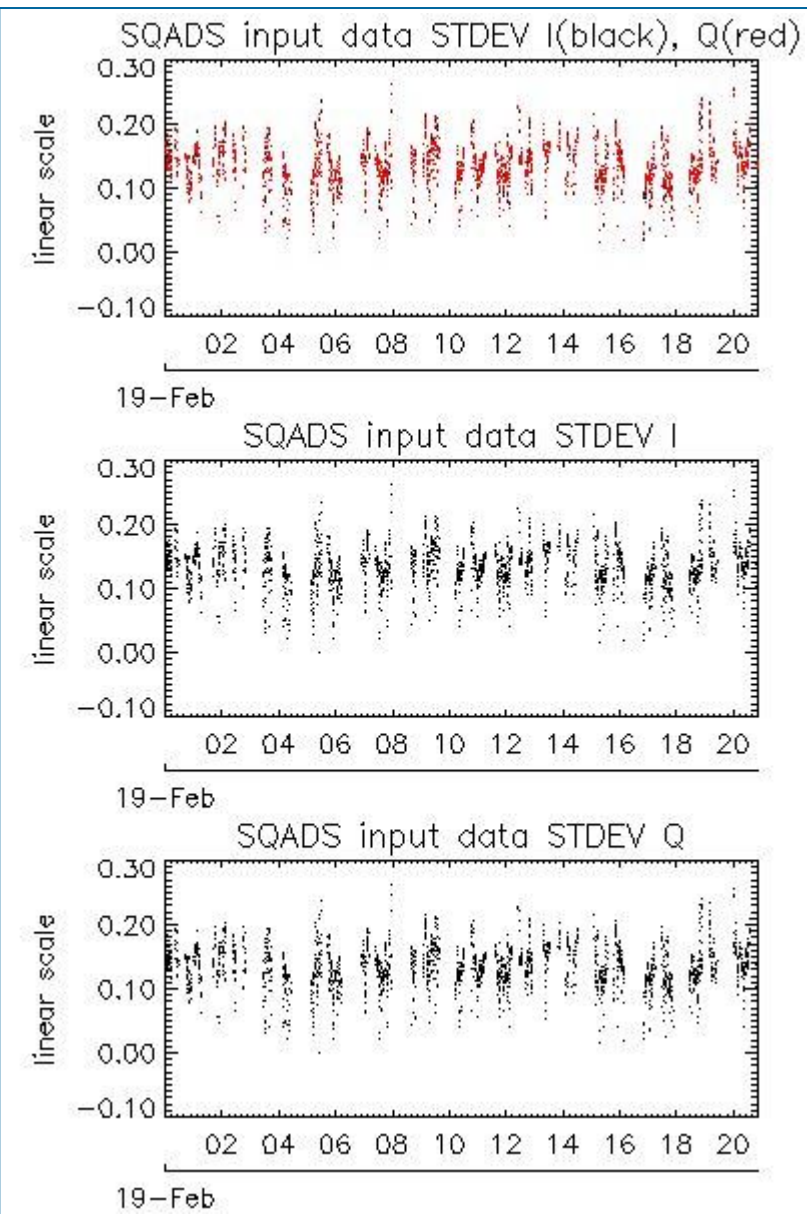 SQADS input data STDEV I(black), Q(red)
0.30
0.20
0.10
0.00
-0.10
linear scale
02 04 06 08 10 12 14 16 18 20
19-Feb
SQADS input data STDEV I
0.30
0.20
0.10
0.00
-0.10
linear scale
02 04 06 08 10 12 14 16 18 20
19-Feb
SQADS input data STDEV Q
0.30
0.20
0.10
0.00
-0.10
linear scale
02 04 06 08 10 12 14 16 18 20
19-Feb